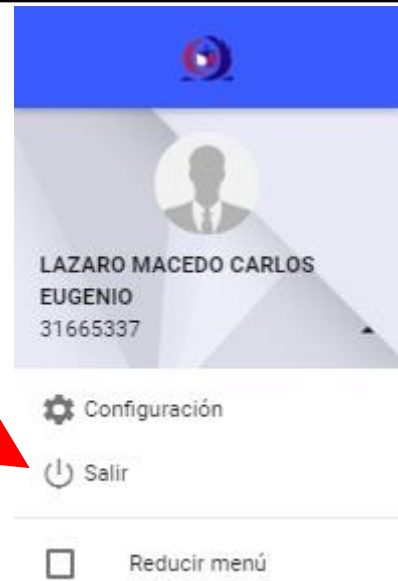 LAZARO MACEDO CARLOS
EUGENIO
31665337
Configuración
Salir
Reducir menú